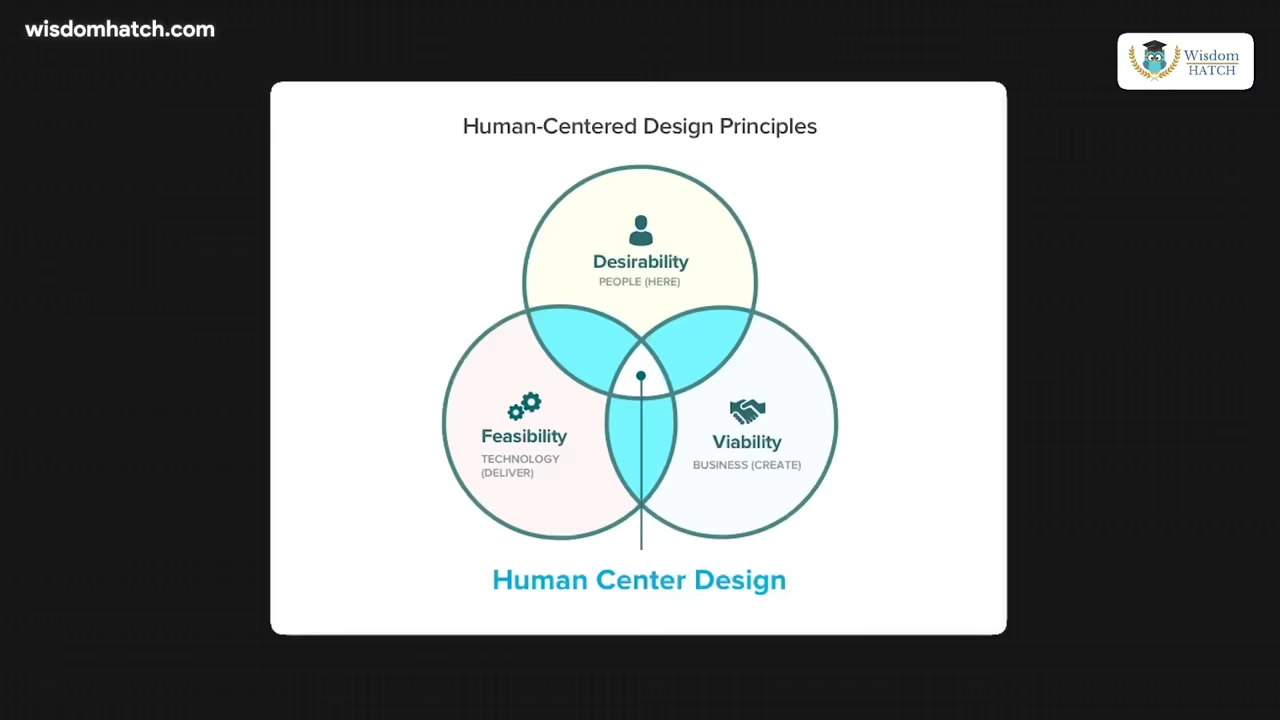 wisdomhatch.com
Wisdom
HATCH
Human-Centered Design Principles
Desirability
PEOPLE (HERE)
Feasibility
TECHNOLOGY
(DELIVER)
Viability
BUSINESS (CREATE)
Human Center Design